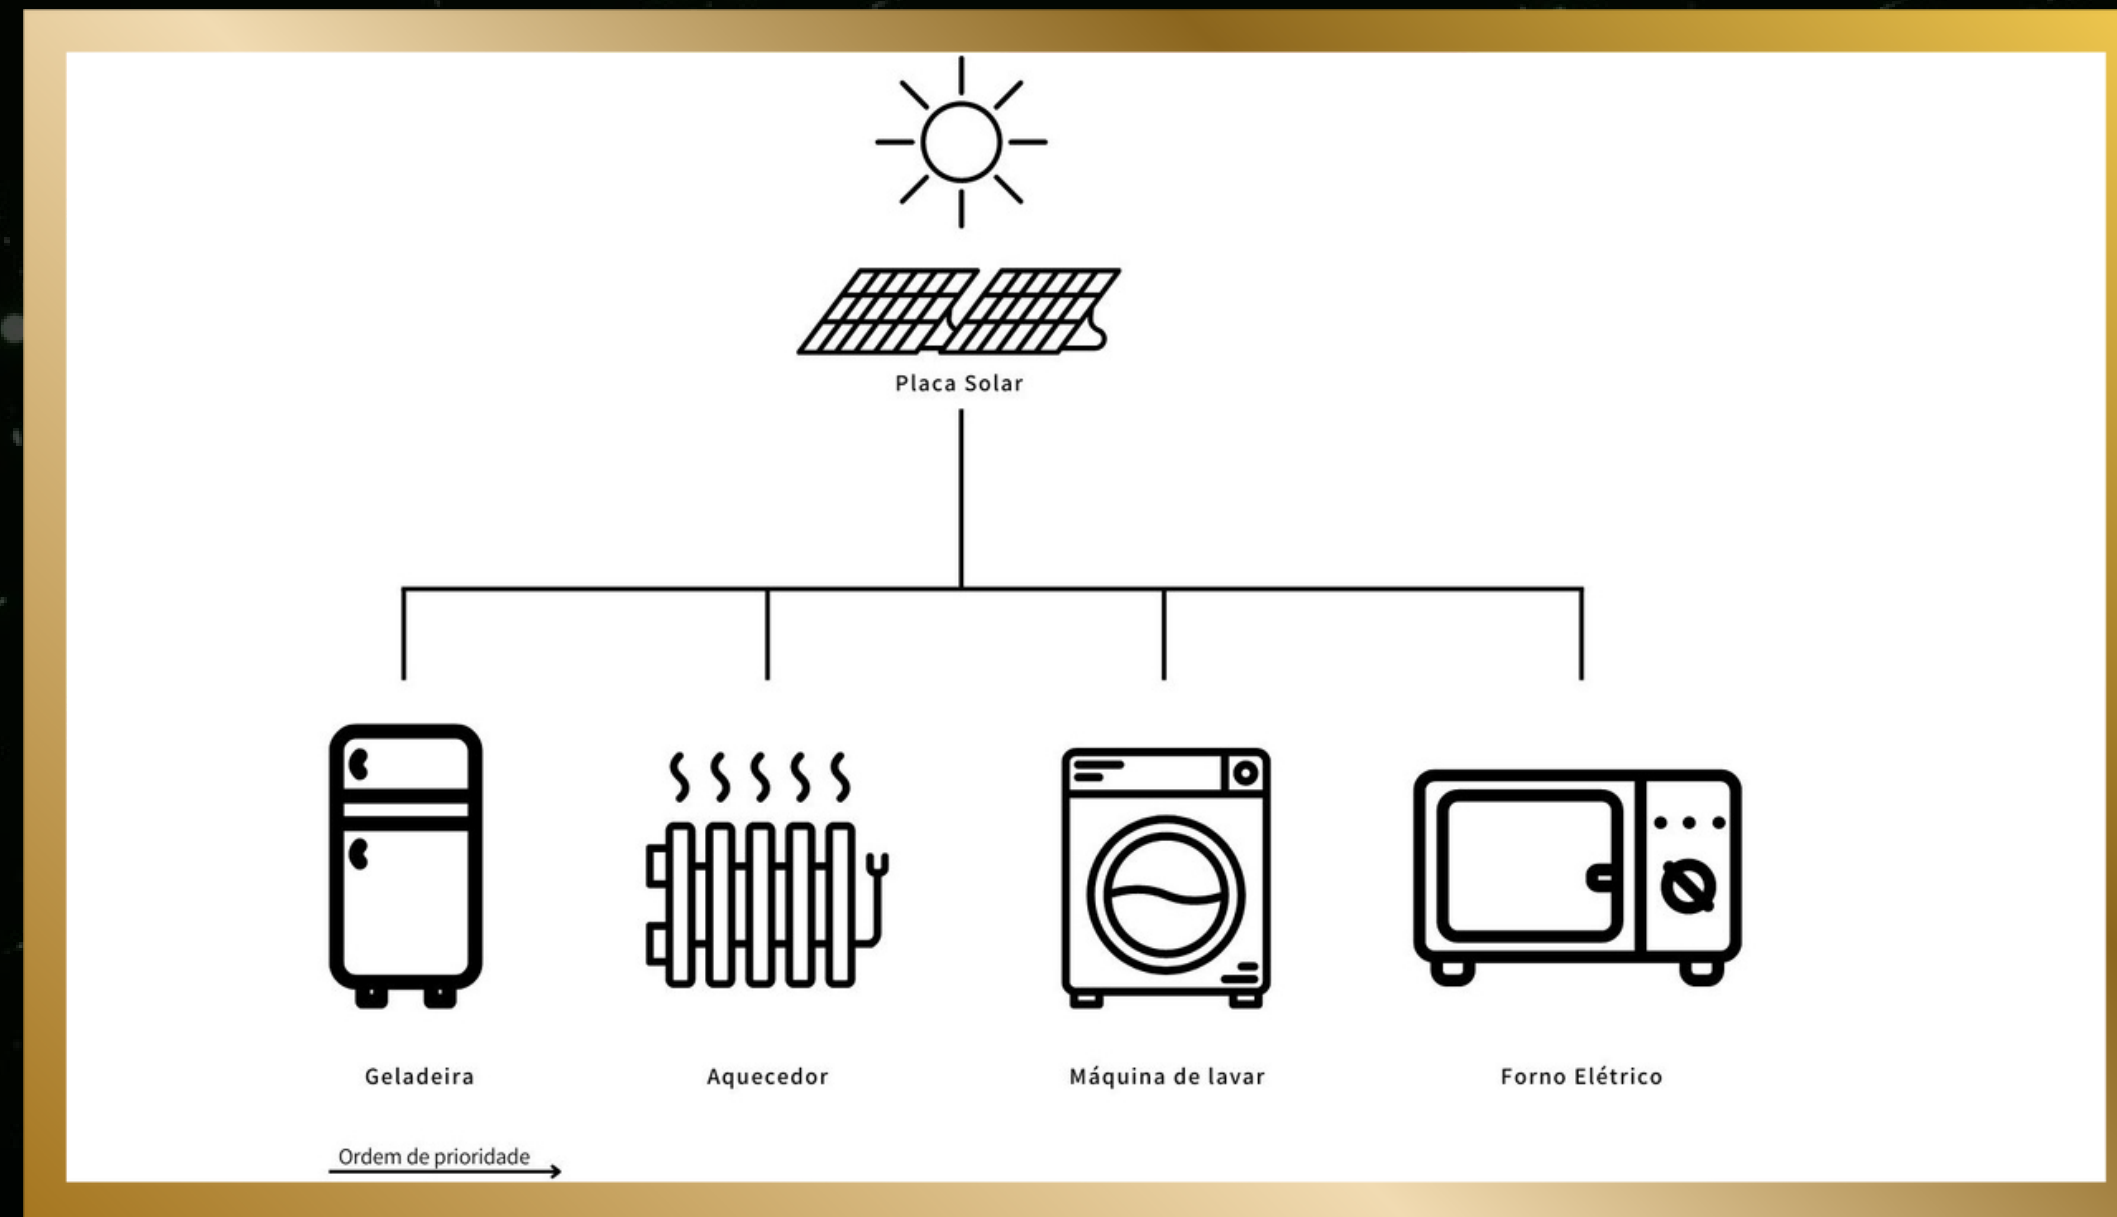 Placa Solar
Geladeira
Aquecedor
Máquina de lavar
Forno Elétrico
Ordem de prioridade